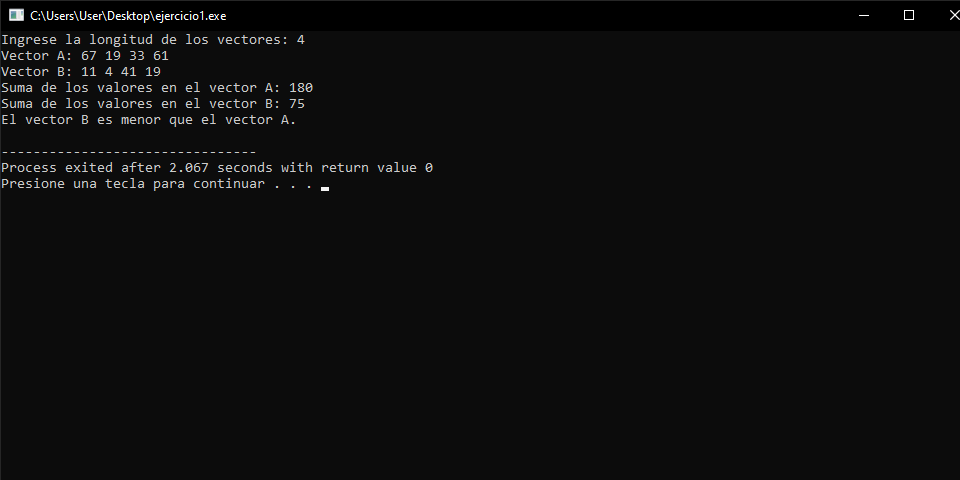 C:\Users\User\Desktop\ejercicio1.exe
Ingrese la longitud de los vectores: 4
Vector A: 67 19 33 61
Vector B: 11 4 41 19
Suma de los valores en el vector A: 180
Suma de los valores en el vector B: 75
El vector B es menor que el vector A.
--------------------------------
Process exited after 2.067 seconds with return value 0
Presione una tecla para continuar . . .